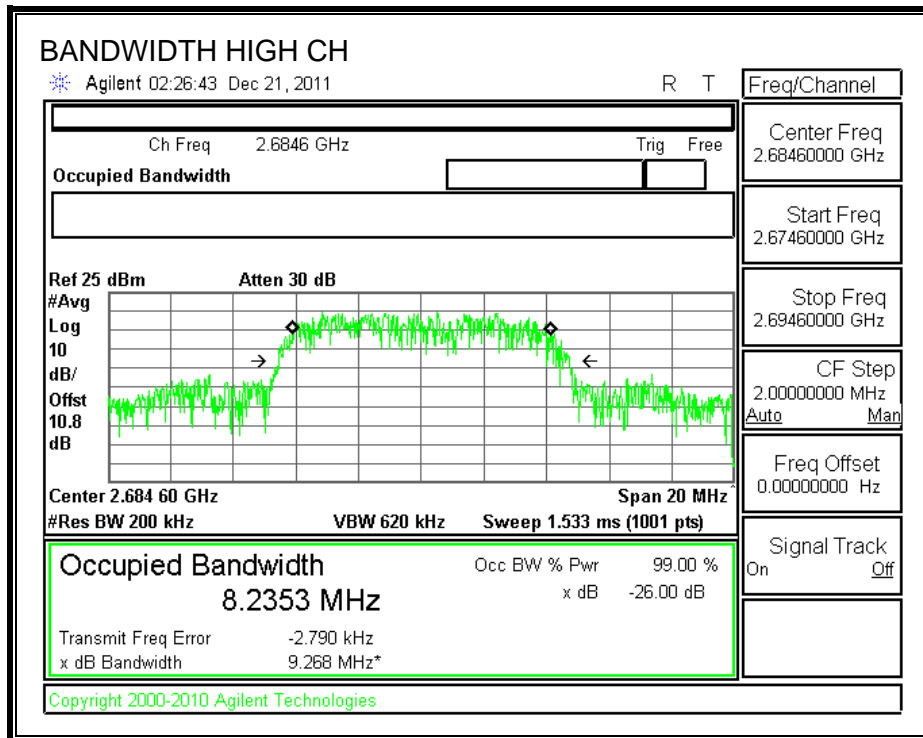 BANDWIDTH HIGH CH
Agilent 02:26:43 Dec 21, 2011 R T
Ch Freq 2.6846 GHz Trig Free
Occupied Bandwidth
Ref 25 dBm Atten 30 dB
#Avg
Log
10
dB/
Offst
10.8
dB
Center 2.684 60 GHz Span 20 MHz
#Res BW 200 kHz VBW 620 kHz Sweep 1.533 ms (1001 pts)
Occupied Bandwidth Occ BW % Pwr 99.00 %
8.2353 MHz x dB -26.00 dB
Transmit Freq Error -2.790 kHz
x dB Bandwidth 9.268 MHz*
Copyright 2000-2010 Agilent Technologies
Freq/Channel
Center Freq
2.68460000 GHz
Start Freq
2.67460000 GHz
Stop Freq
2.69460000 GHz
CF Step
2.00000000 MHz
Auto Man
Freq Offset
0.00000000 Hz
Signal Track
On Off